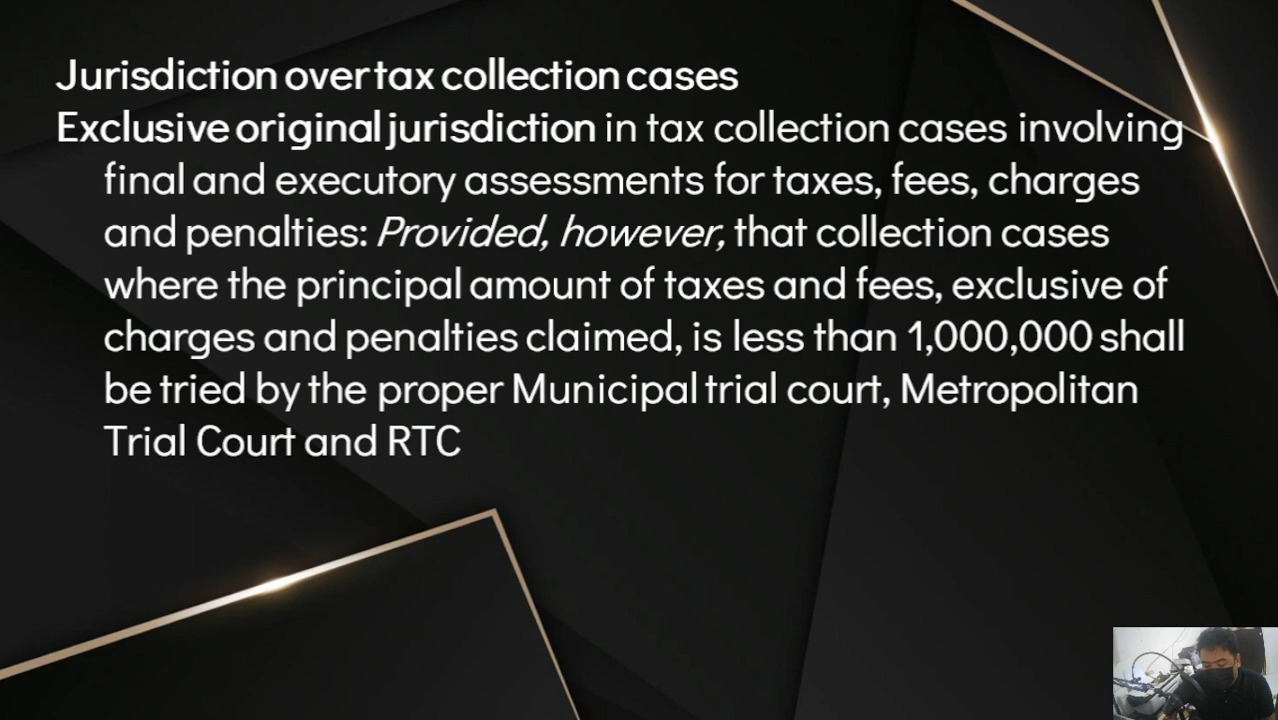 Jurisdiction over tax collection cases
Exclusive original jurisdiction in tax collection cases involving
final and executory assessments for taxes, fees, charges
and penalties: Provided, however, that collection cases
where the principal amount of taxes and fees, exclusive of
charges and penalties claimed, is less than 1,000,000 shall
be tried by the proper Municipal trial court, Metropolitan
Trial Court and RTC